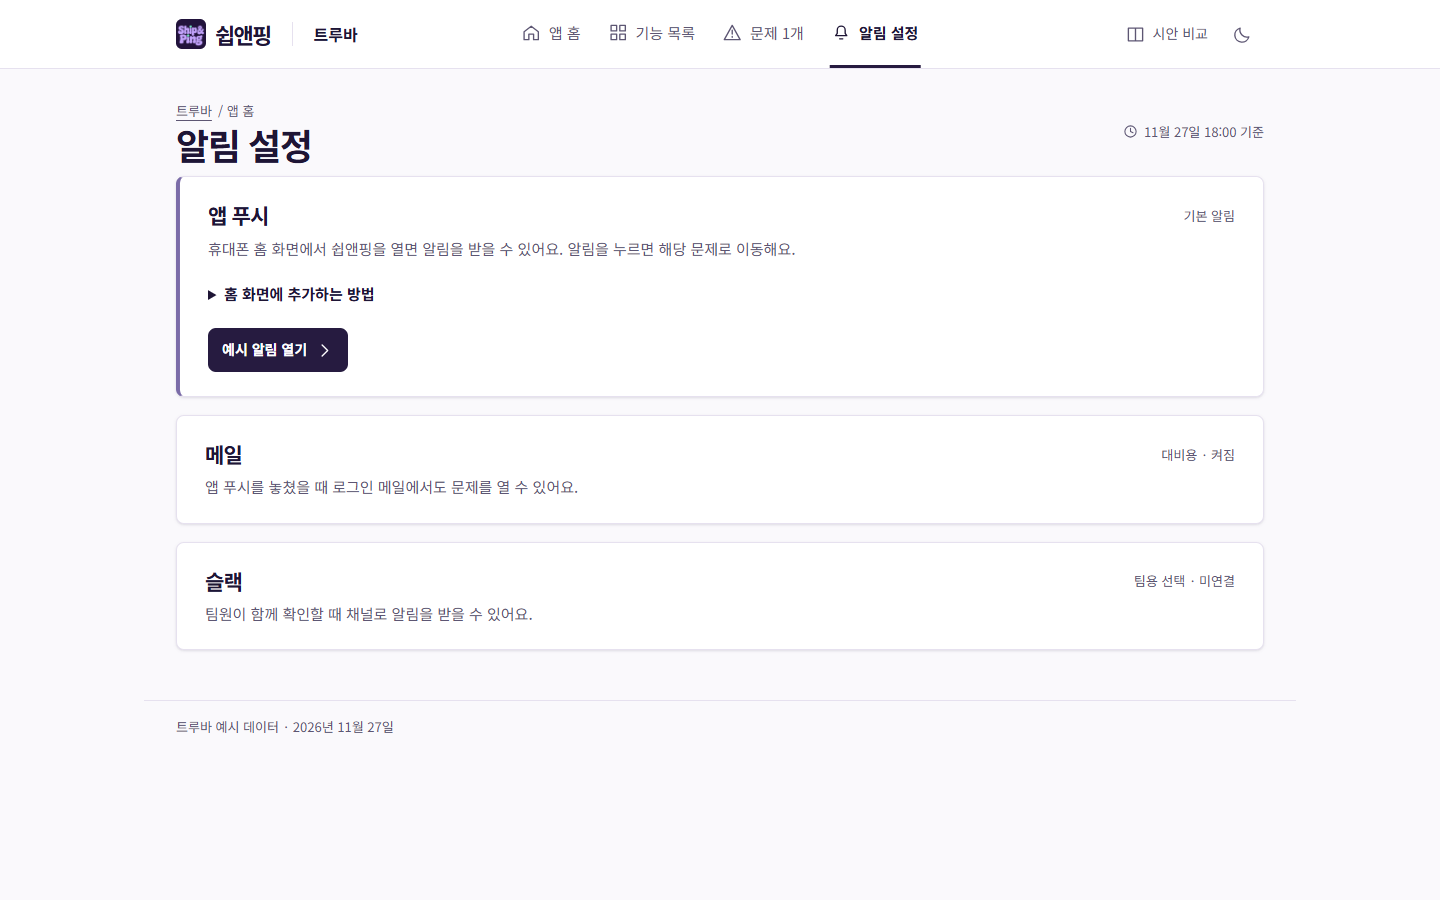 Ship&
Ping
쉽앤핑
트루바
앱 홈
기능 목록
문제 1개
알림 설정
시안 비교
트루바 / 앱 홈
알림 설정
11월 27일 18:00 기준
앱 푸시
기본 알림
휴대폰 홈 화면에서 쉽앤핑을 열면 알림을 받을 수 있어요. 알림을 누르면 해당 문제로 이동해요.
홈 화면에 추가하는 방법
예시 알림 열기
메일
대비용 · 켜짐
앱 푸시를 놓쳤을 때 로그인 메일에서도 문제를 열 수 있어요.
슬랙
팀용 선택 · 미연결
팀원이 함께 확인할 때 채널로 알림을 받을 수 있어요.
트루바 예시 데이터 · 2026년 11월 27일